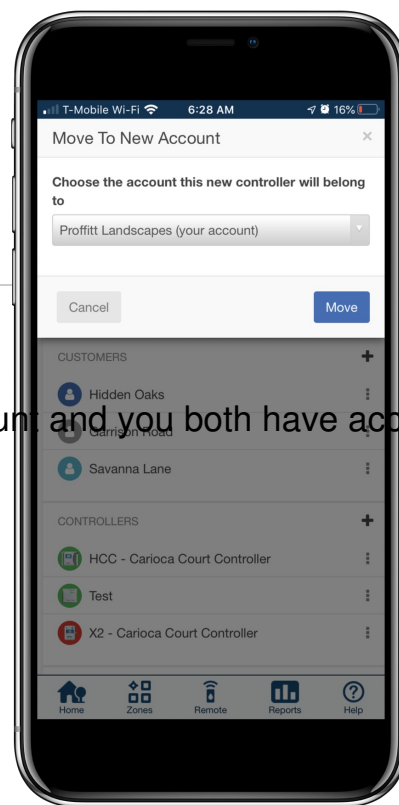 T-Mobile Wi-Fi 6:28 AM 16%
Move To New Account ×
Choose the account this new controller will belong
to
Proffitt Landscapes (your account)
Cancel Move
CUSTOMERS +
Hidden Oaks
and you both have
Garrison Road
Savanna Lane
CONTROLLERS +
HCC - Carioca Court Controller
Test
X2 - Carioca Court Controller
Home Zones Remote Reports Help